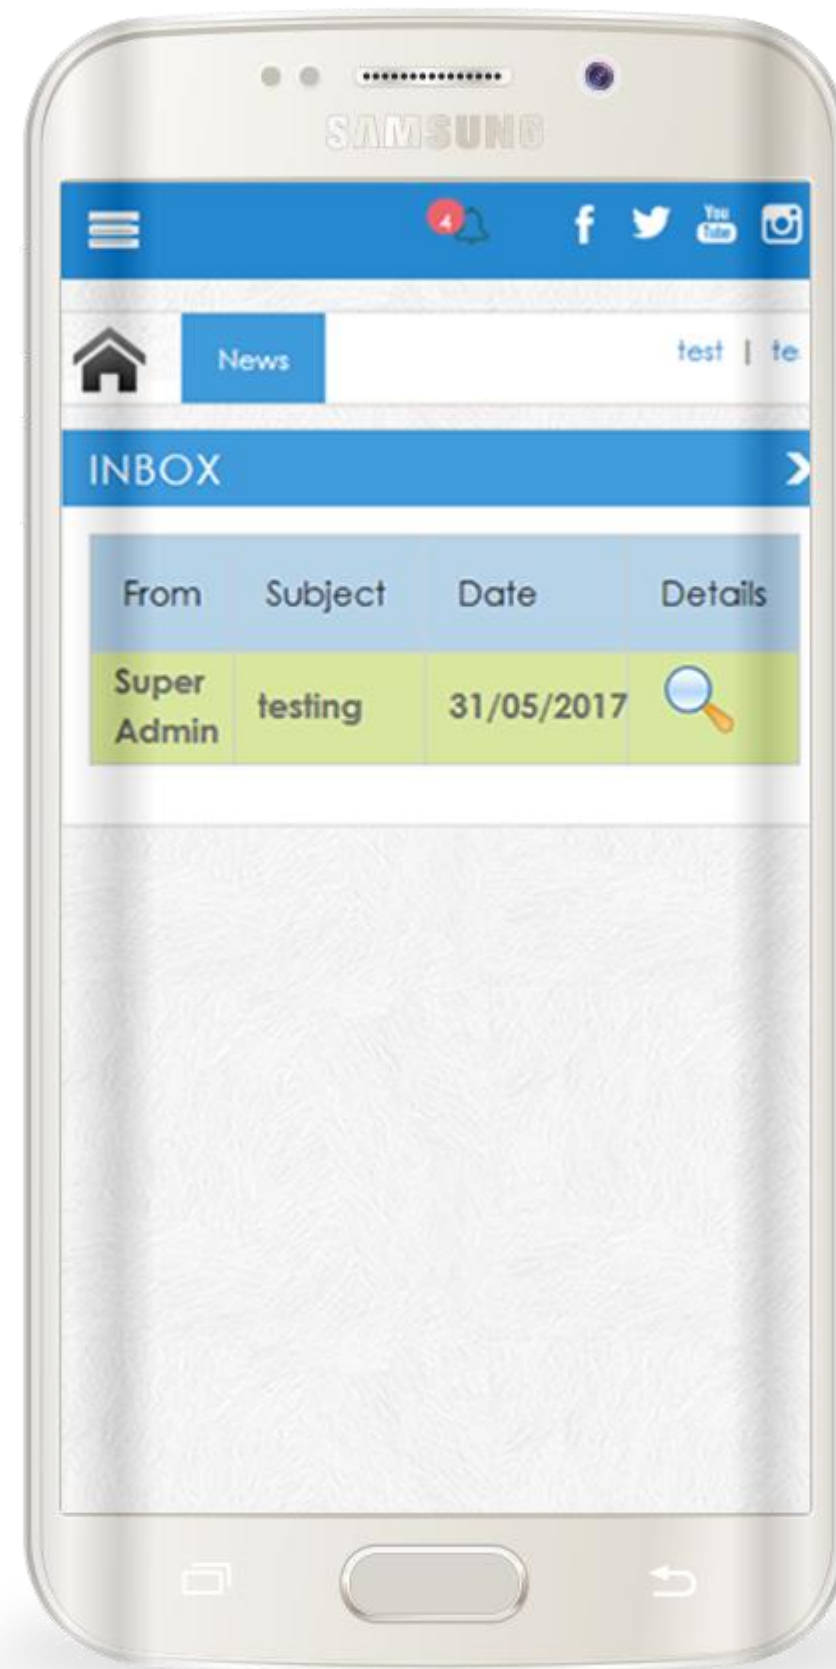 SAMSUNG
4
You
Tube
News
test | te
INBOX
From Subject Date Details
Super
Admin
testing
31/05/2017